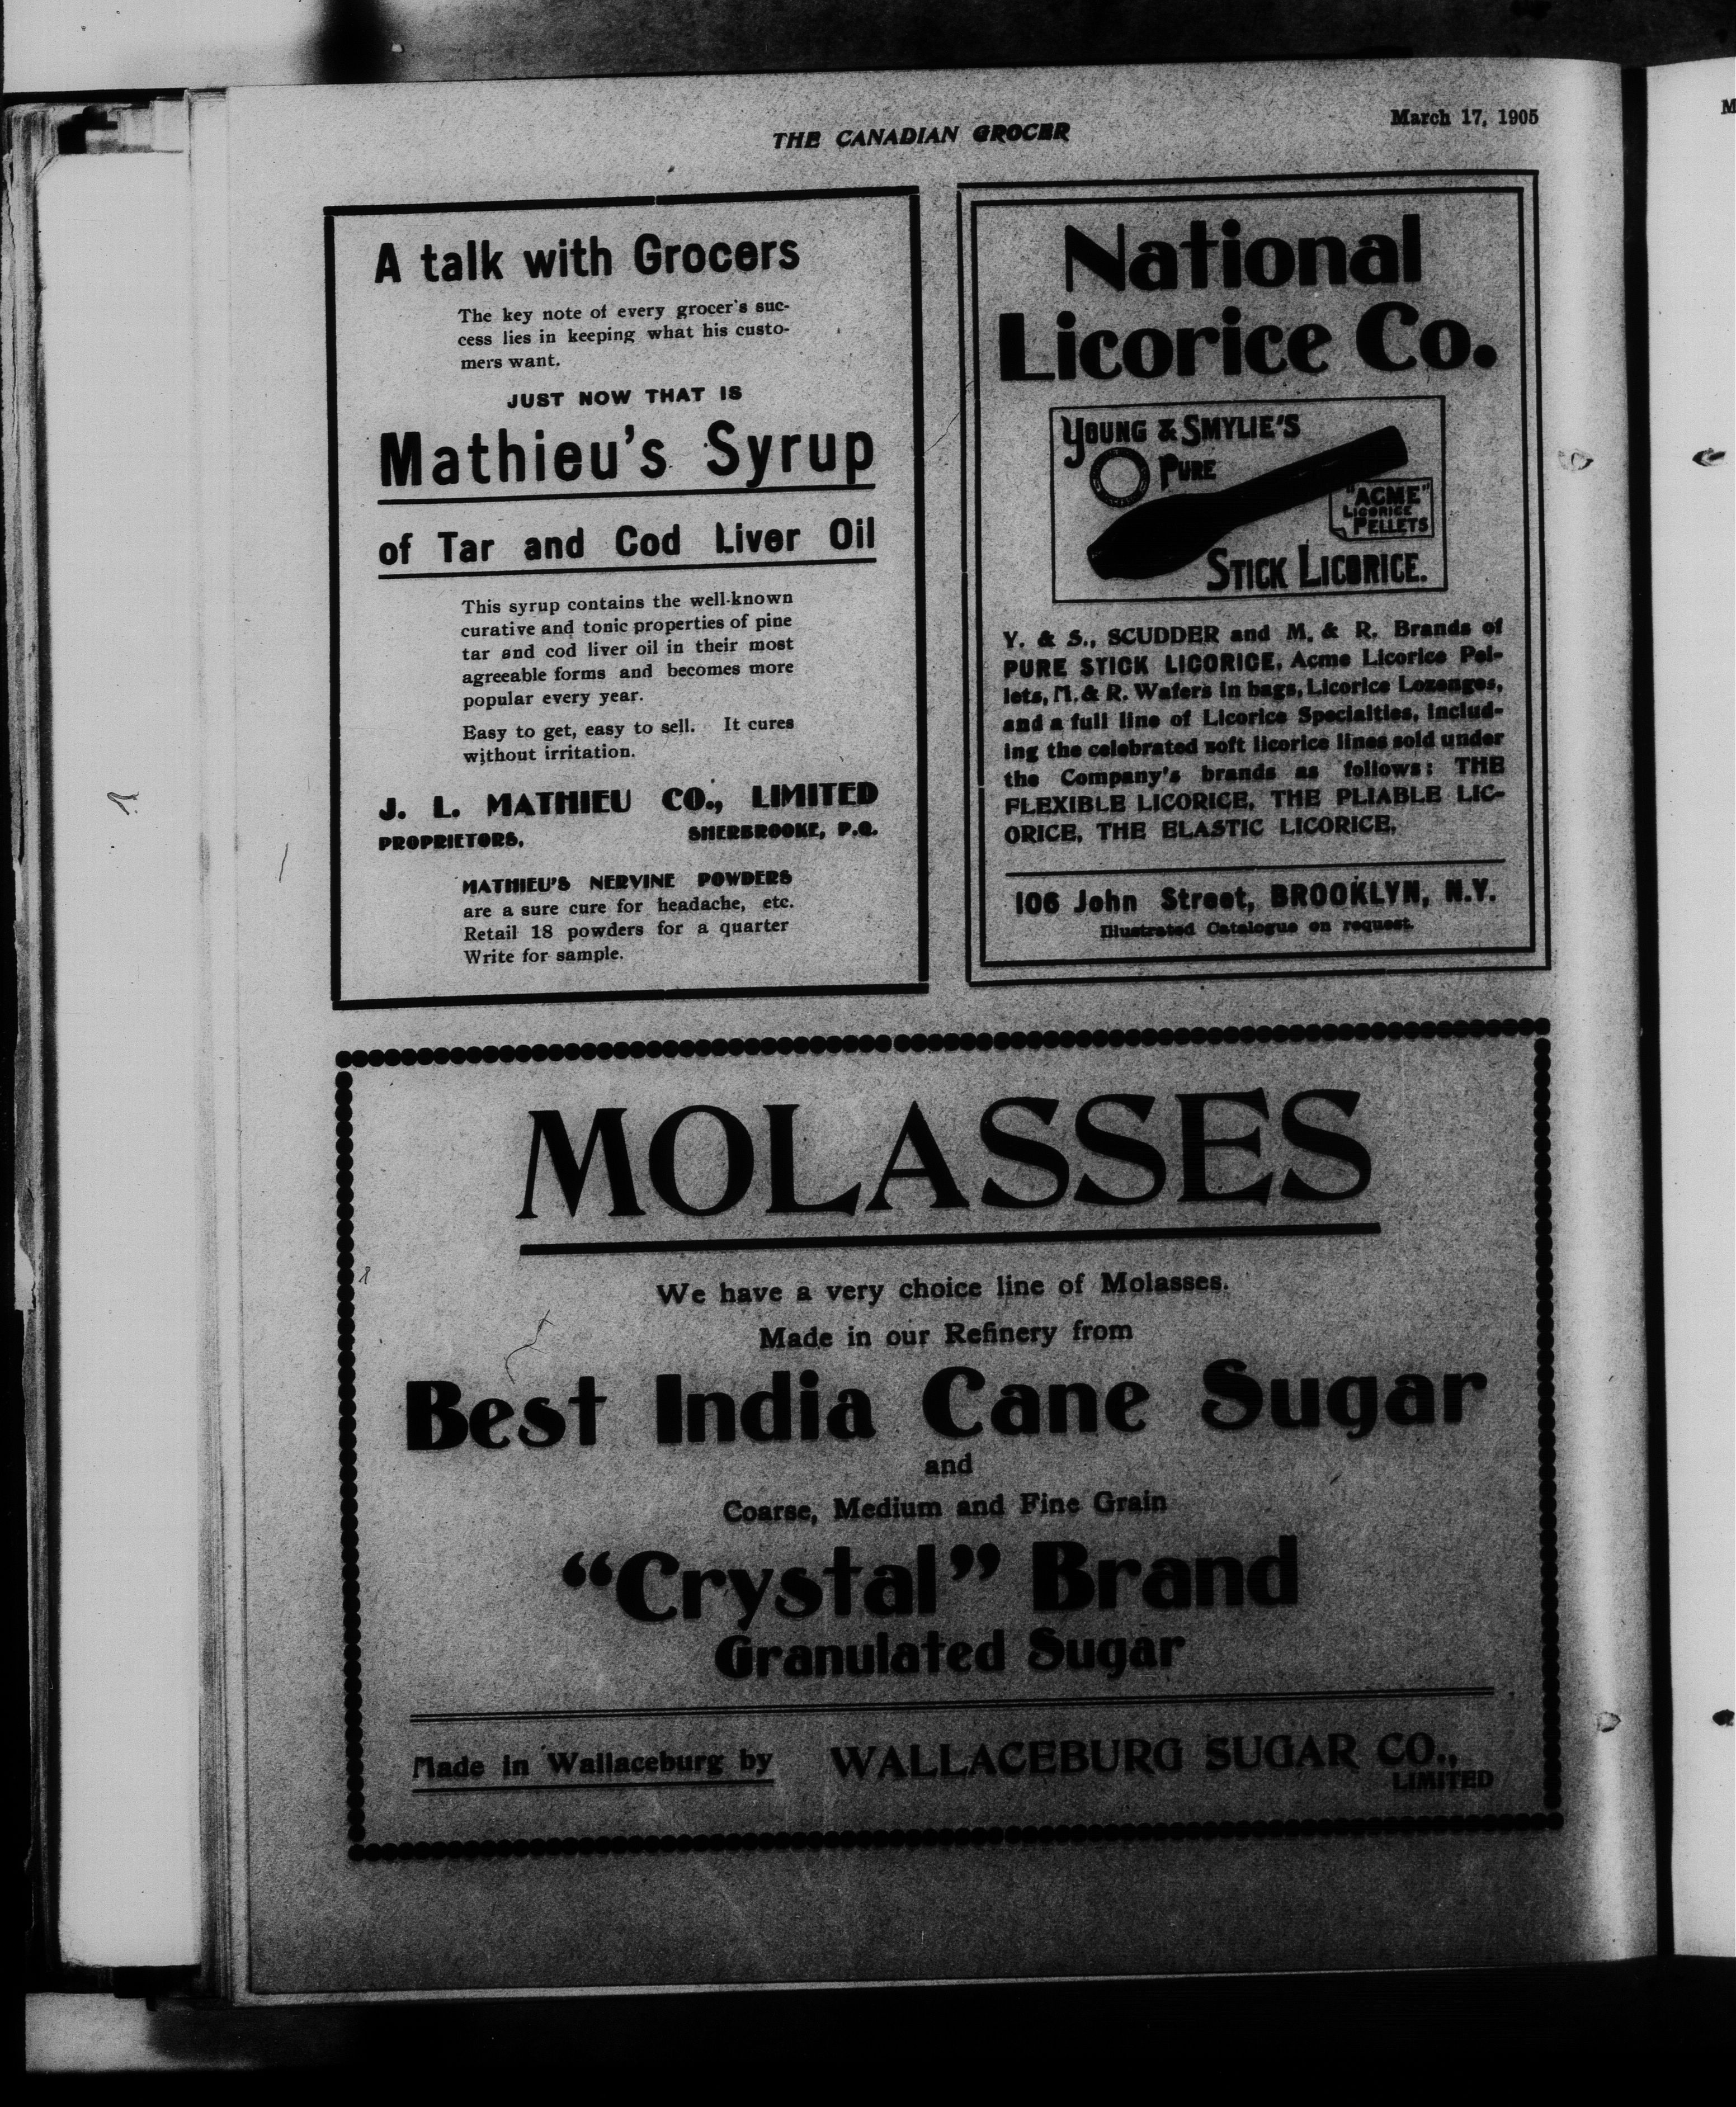 THE CANADIAN GROCER
March 17, 1905
A talk with Grocers
The key note of every grocer's suc-
cess lies in keeping what his custo-
mers want.
JUST NOW THAT IS
Mathieu's Syrup
of Tar and Cod Liver Oil
This syrup contains the well-known
curative and tonic properties of pine
tar and cod liver oil in their most
agreeable forms and becomes more
popular every year.
Easy to get, easy to sell. It cures
without irritation.
J. L. MATHIEU CO., LIMITED
PROPRIETORS, SHERBROOKE, P.Q.
MATHIEU'S NERVINE POWDERS
are a sure cure for headache, etc.
Retail 18 powders for a quarter
Write for sample.
National
Licorice Co.
YOUNG & SMYLIE'S
PURE
"ACME"
LICORICE
PELLETS
STICK LICORICE.
Y. & S., SCUDDER and M. & R. Brands of
PURE STICK LICORICE, Acme Licorice Pel-
lets, M. & R. Wafers in bags, Licorice Lozenges,
and a full line of Licorice Specialties, includ-
ing the celebrated soft licorice lines sold under
the Company's brands as follows: THE
FLEXIBLE LICORICE, THE PLIABLE LIC-
ORICE, THE ELASTIC LICORICE,
106 John Street, BROOKLYN, N.Y.
Illustrated Catalogue on request.
MOLASSES
We have a very choice line of Molasses.
Made in our Refinery from
Best India Cane Sugar
and
Coarse, Medium and Fine Grain
"Crystal" Brand
Granulated Sugar
Made in Wallaceburg by WALLACEBURG SUGAR CO.,
LIMITED
M